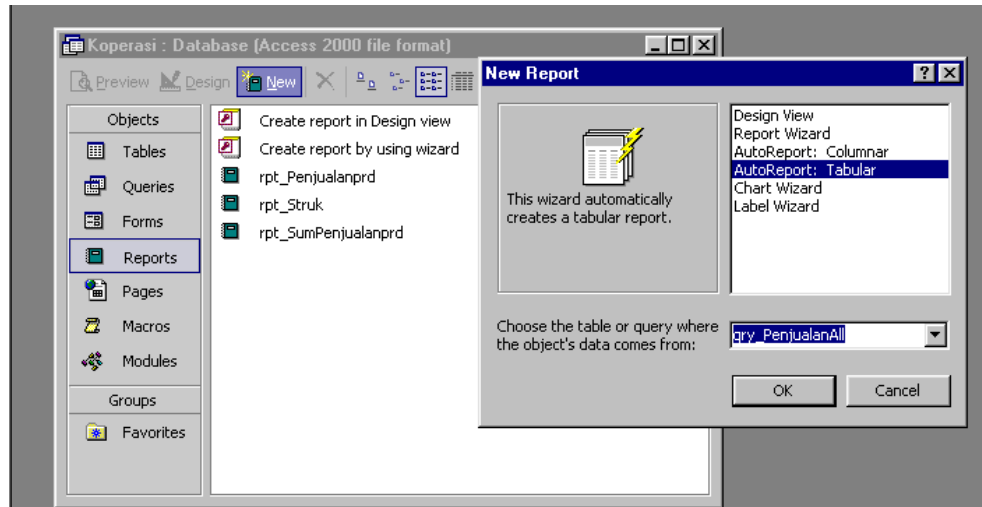 Koperasi : Database (Access 2000 file format)
Preview Design New
Objects
Tables
Queries
Forms
Reports
Pages
Macros
Modules
Groups
Favorites
Create report in Design view
Create report by using wizard
rpt_Penjualanprd
rpt_Struk
rpt_SumPenjualanprd
New Report
This wizard automatically
creates a tabular report.
Design View
Report Wizard
AutoReport: Columnar
AutoReport: Tabular
Chart Wizard
Label Wizard
Choose the table or query where
the object's data comes from:
qry_PenjualanAll
OK Cancel